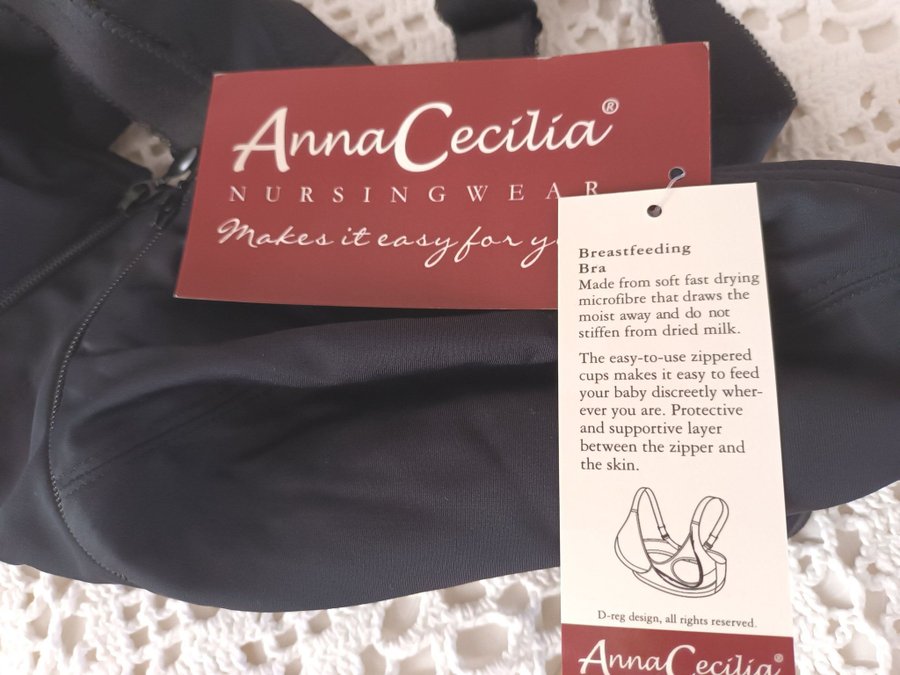 AnnaCecilia®
NURSINGWEAR
Makes it easy for y
Breastfeeding
Bra
Made from soft fast drying
microfibre that draws the
moist away and do not
stiffen from dried milk.
The easy-to-use zippered
cups makes it easy to feed
your baby discreetly wher-
ever you are. Protective
and supportive layer
between the zipper and
the skin.
D-reg design, all rights reserved.
AnnaCecilia®